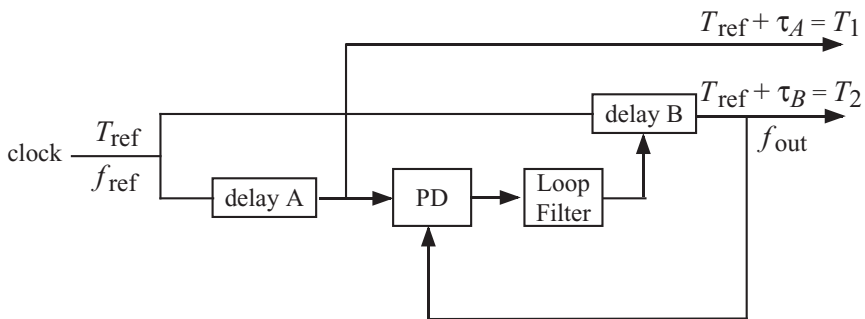 T_ref + τ_A = T_1
T_ref + τ_B = T_2
delay B
clock
T_ref
f_ref
f_out
delay A
PD
Loop
Filter